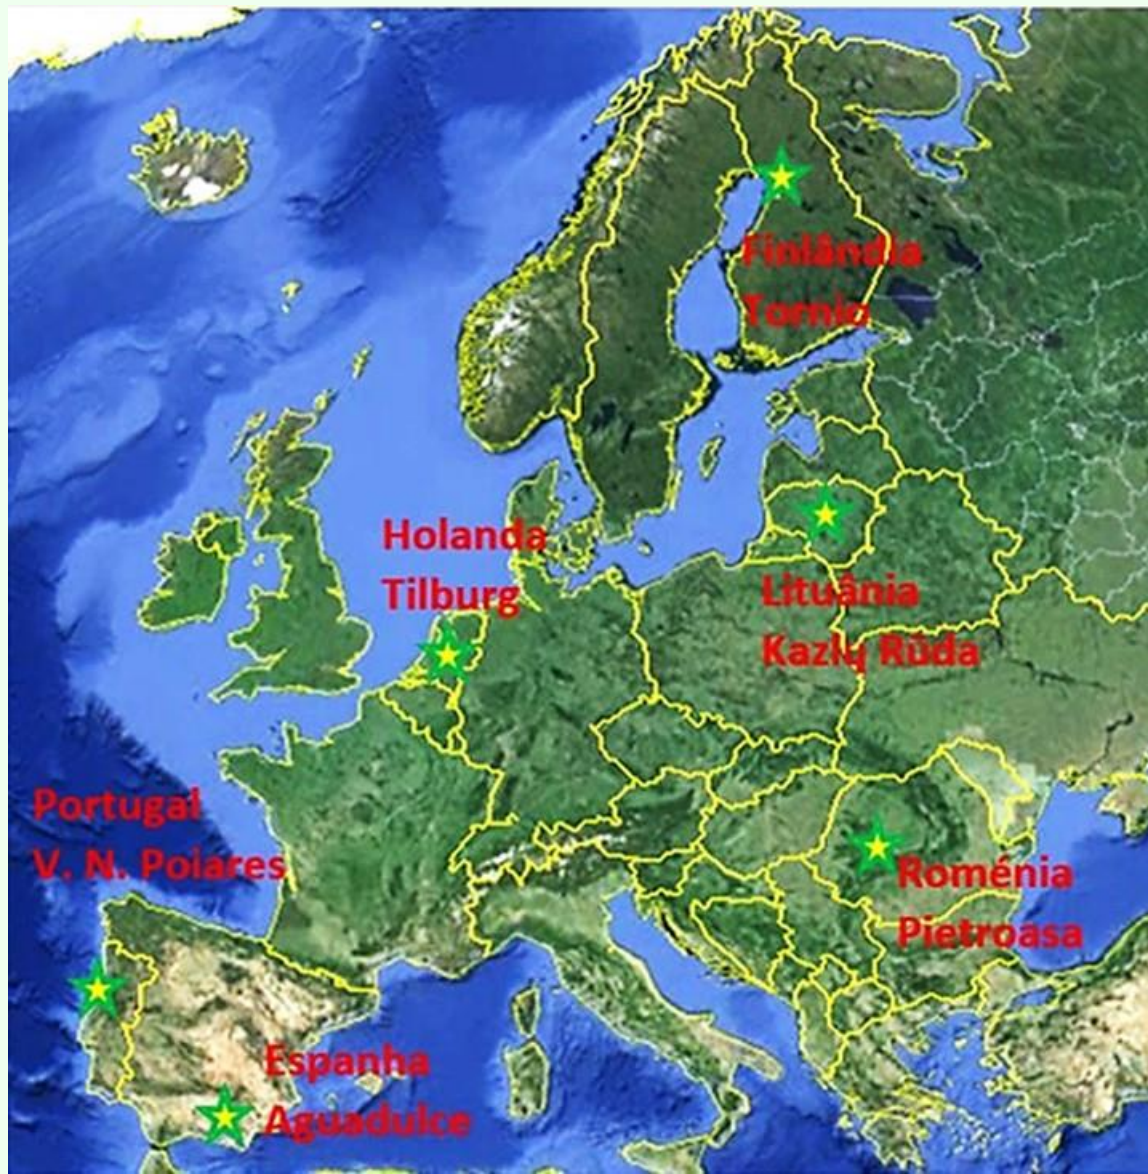 Finlândia
Tornio
Holanda
Tilburg
Lituânia
Kazlų Rūda
Portugal
V. N. Poiares
Roménia
Pietroasa
Espanha
Aguadulce